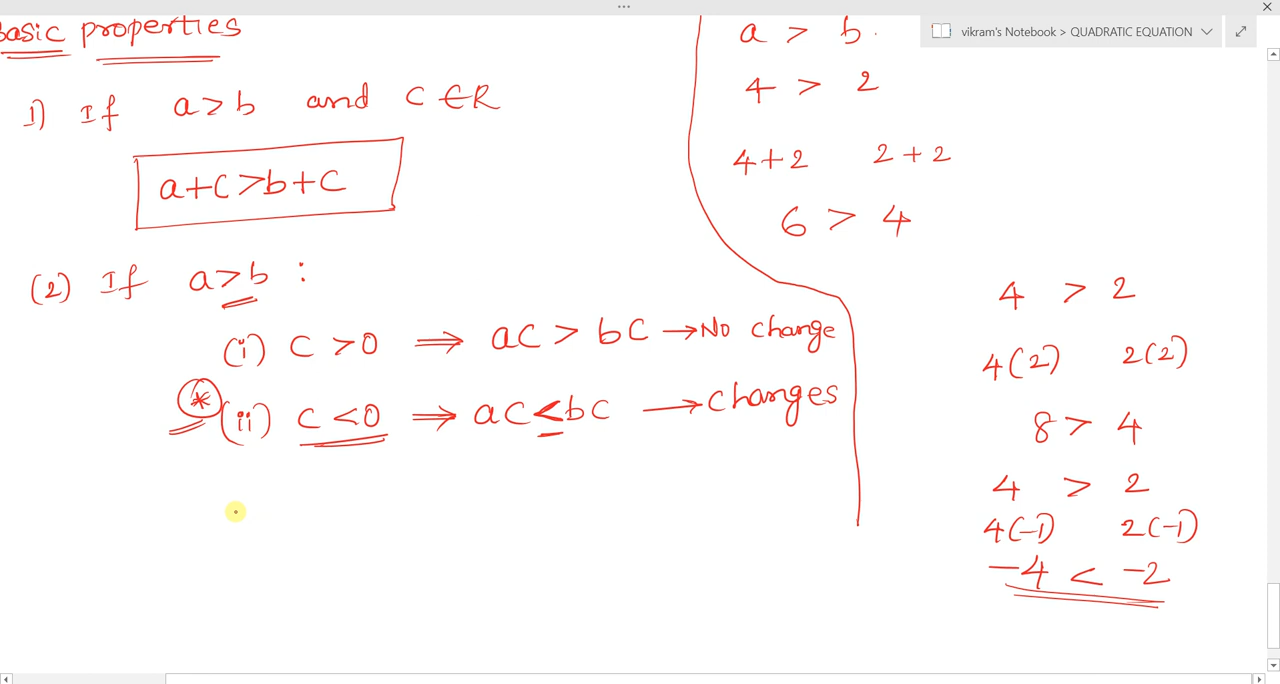 vikram's Notebook > QUADRATIC EQUATION
basic properties
1) If a>b and C ∈R
a+C>b+C
(2) If a>b :
(i) C >0 ⟹ aC > bC →No change
* (ii) C <0 ⟹ aC<bC →Changes
a > b.
4 > 2
4+2 2+2
6 > 4
4 > 2
4(2) 2(2)
8> 4
4 > 2
4(-1) 2(-1)
-4 < -2